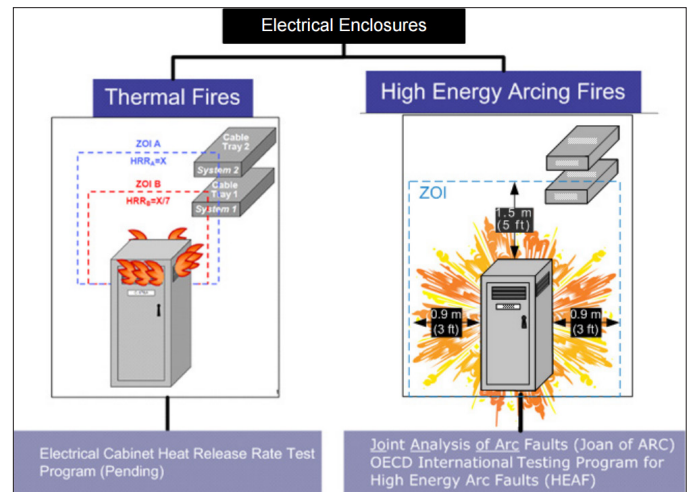 Electrical Enclosures
Thermal Fires
High Energy Arcing Fires
ZOI A
HRRA=X
ZOI B
HRRB=X/7
Cable
Tray 2
System 2
Cable
Tray 1
System 1
ZOI
1.5 m
(5 ft)
0.9 m
(3 ft)
0.9 m
(3 ft)
Electrical Cabinet Heat Release Rate Test
Program (Pending)
Joint Analysis of Arc Faults (Joan of ARC)
OECD International Testing Program for
High Energy Arc Faults (HEAF)